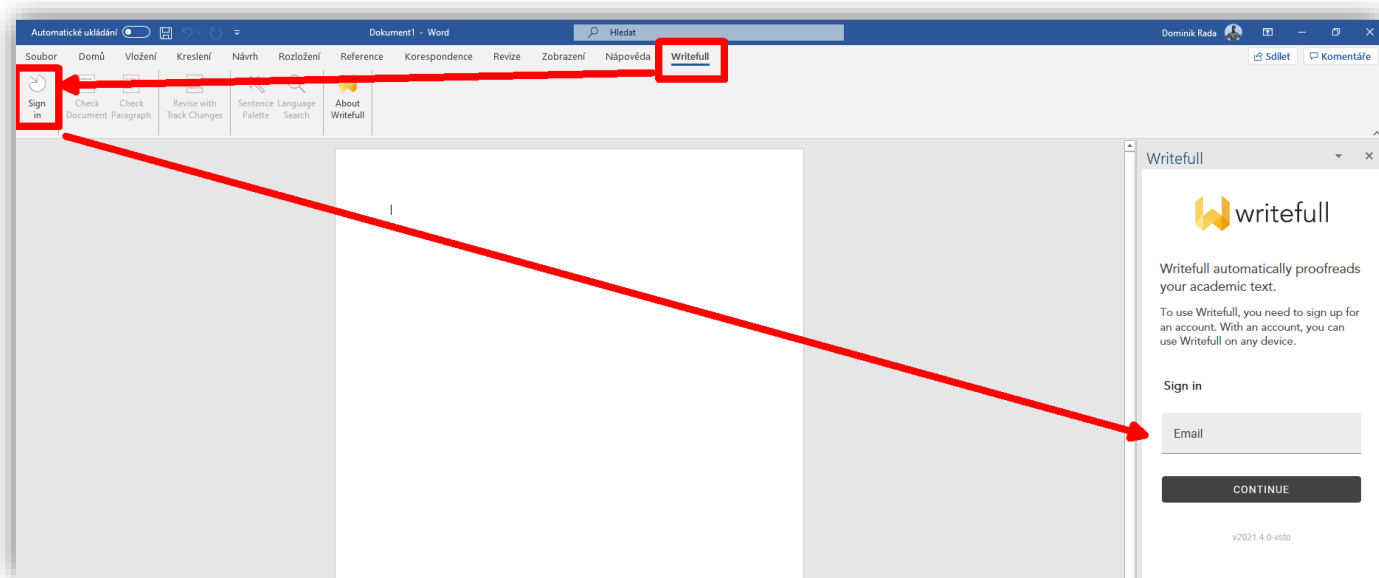 Automatické ukládání
Dokument1 - Word
Hledat
Dominik Rada
Soubor Domů Vložení Kreslení Návrh Rozložení Reference Korespondence Revize Zobrazení Nápověda Writefull
Sdílet Komentáře
Sign in
Check Document
Check Paragraph
Revise with Track Changes
Sentence Palette
Language Search
About Writefull
Writefull
writefull
Writefull automatically proofreads
your academic text.
To use Writefull, you need to sign up for
an account. With an account, you can
use Writefull on any device.
Sign in
Email
CONTINUE
v2021.4.0-vsto